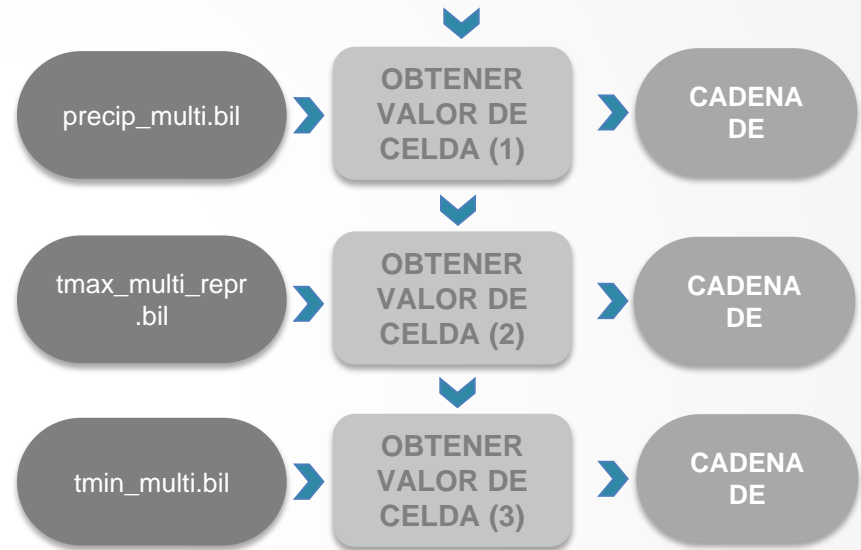 precip_multi.bil
OBTENER
VALOR DE
CELDA (1)
CADENA
DE
tmax_multi_repr
.bil
OBTENER
VALOR DE
CELDA (2)
CADENA
DE
tmin_multi.bil
OBTENER
VALOR DE
CELDA (3)
CADENA
DE